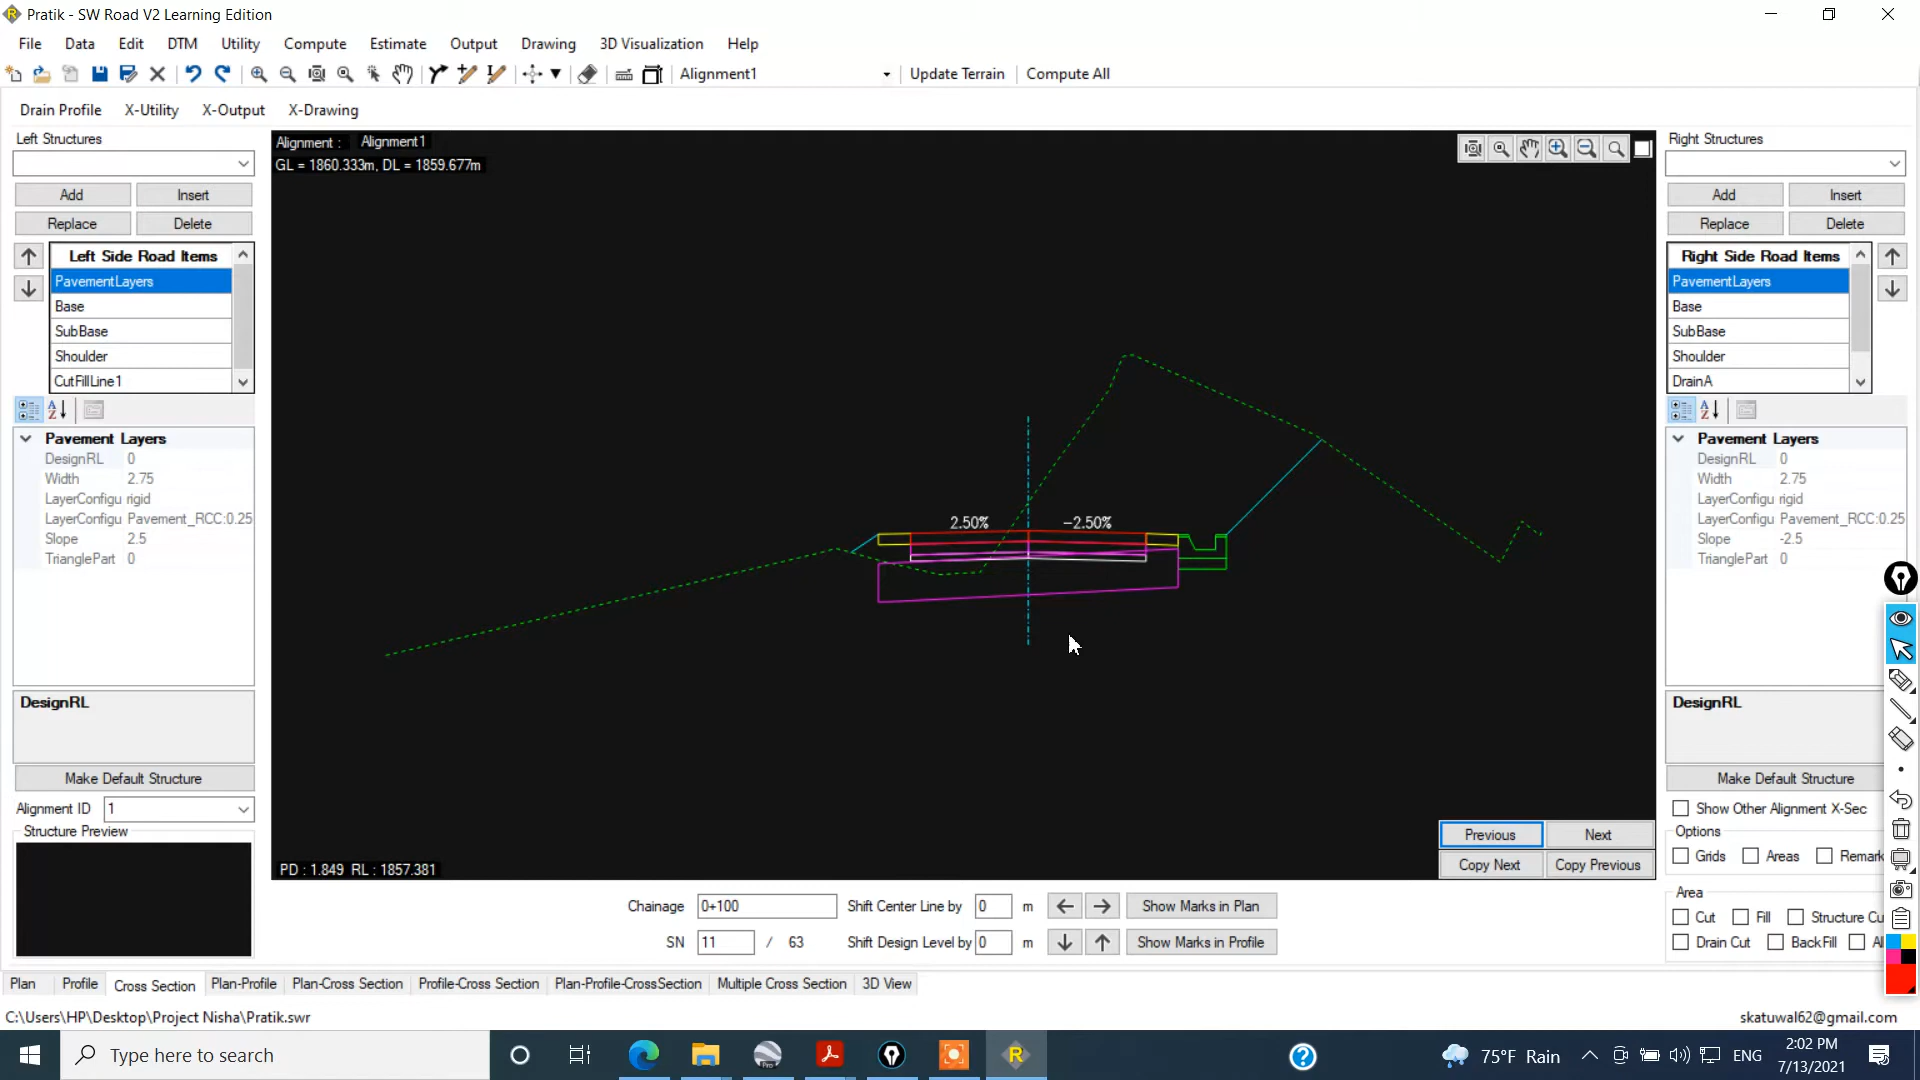 Pratik - SW Road V2 Learning Edition
File Data Edit DTM Utility Compute Estimate Output Drawing 3D Visualization Help
Alignment1 Update Terrain Compute All
Drain Profile X-Utility X-Output X-Drawing
Left Structures
Add Insert
Replace Delete
Left Side Road Items
PavementLayers
Base
SubBase
Shoulder
CutFillLine1
Pavement Layers
DesignRL 0
Width 2.75
LayerConfigu rigid
LayerConfigu Pavement_RCC:0.25
Slope 2.5
TrianglePart 0
DesignRL
Make Default Structure
Alignment ID 1
Structure Preview
Alignment : Alignment1
GL = 1860.333m, DL = 1859.677m
2.50% -2.50%
PD : 1.849 RL : 1857.381
Previous Next
Copy Next Copy Previous
Chainage 0+100 Shift Center Line by 0 m Show Marks in Plan
SN 11 / 63 Shift Design Level by 0 m Show Marks in Profile
Right Structures
Add Insert
Replace Delete
Right Side Road Items
PavementLayers
Base
SubBase
Shoulder
DrainA
Pavement Layers
DesignRL 0
Width 2.75
LayerConfigu rigid
LayerConfigu Pavement_RCC:0.25
Slope -2.5
TrianglePart 0
DesignRL
Make Default Structure
Show Other Alignment X-Sec
Options
Grids Areas Remark
Area
Cut Fill Structure Cu
Drain Cut BackFill Al
Plan Profile Cross Section Plan-Profile Plan-Cross Section Profile-Cross Section Plan-Profile-CrossSection Multiple Cross Section 3D View
C:\Users\HP\Desktop\Project Nisha\Pratik.swr skatuwal62@gmail.com
Type here to search
75°F Rain ENG
2:02 PM
7/13/2021